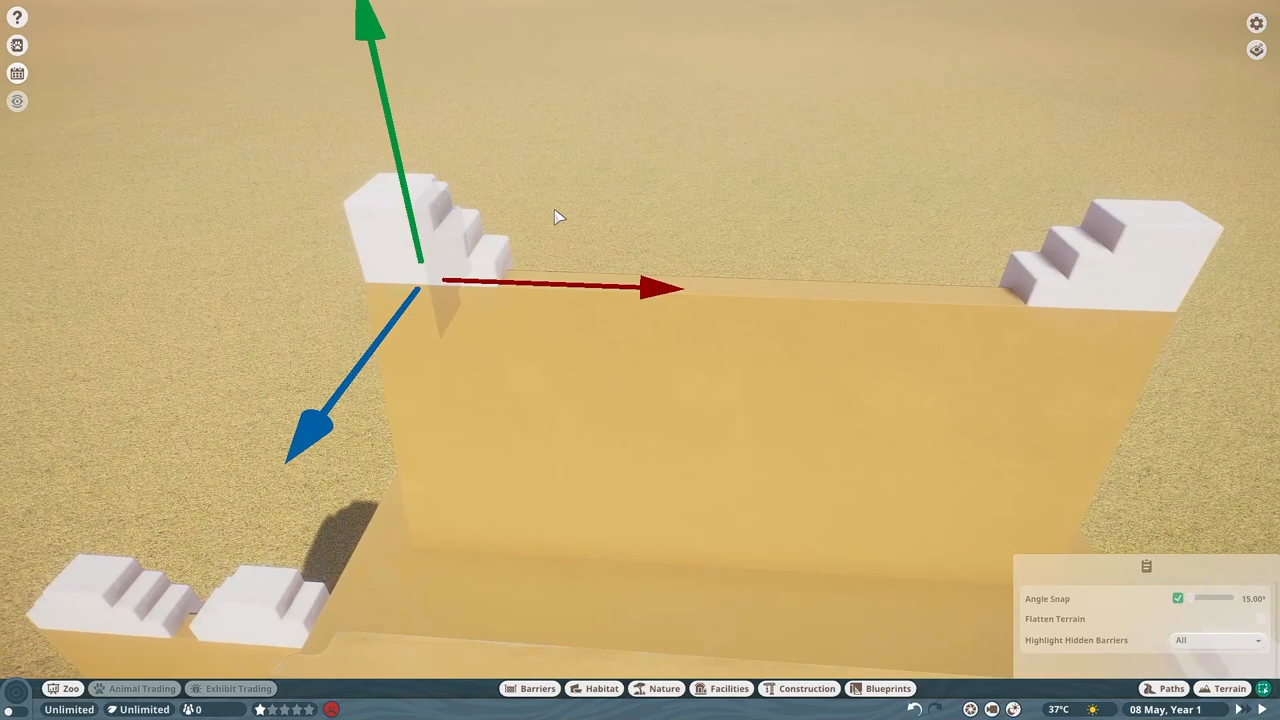 ?
Angle Snap 15.00°
Flatten Terrain
Highlight Hidden Barriers All
Zoo Animal Trading Exhibit Trading Barriers Habitat Nature Facilities Construction Blueprints Paths Terrain
Unlimited Unlimited 0 37°C 08 May, Year 1